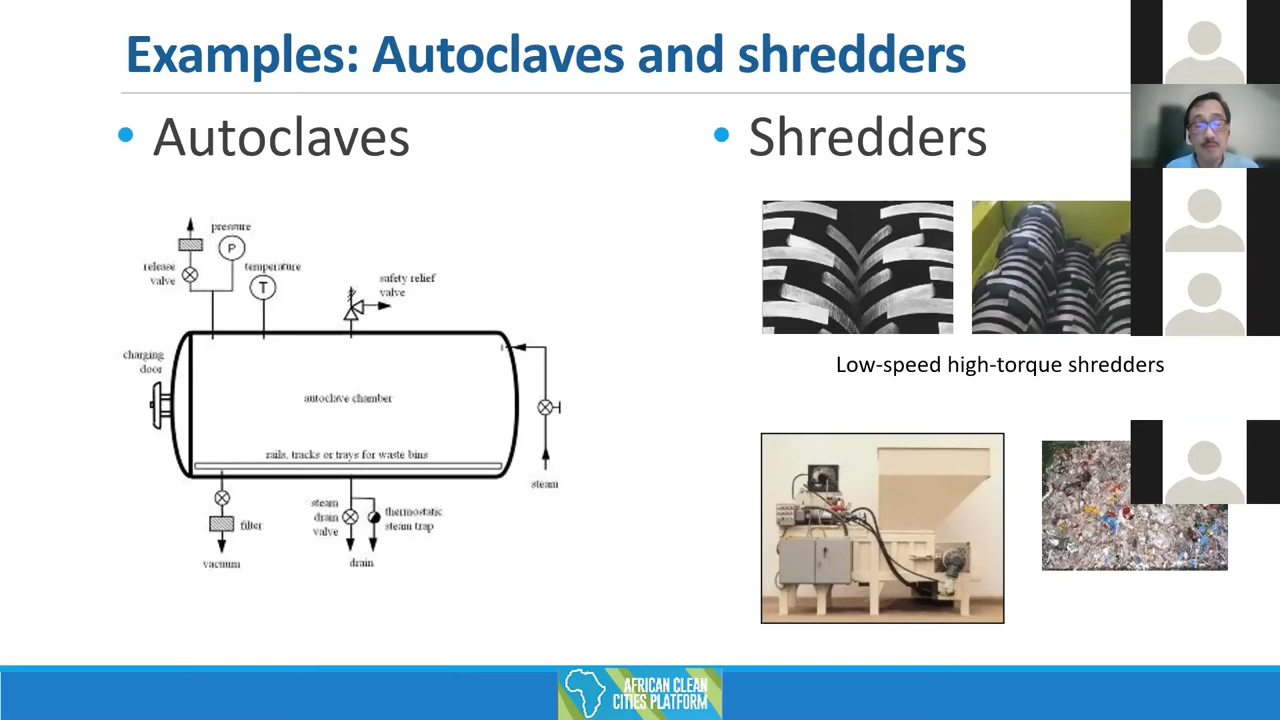 Examples: Autoclaves and shredders
• Autoclaves
• Shredders
pressure
P
release
valve
temperature
T
safety relief
valve
charging
door
autoclave chamber
rails, tracks or trays for waste bins
steam
filter
vacuum
steam
drain
valve
thermostatic
steam trap
drain
Low-speed high-torque shredders
AFRICAN CLEAN
CITIES PLATFORM